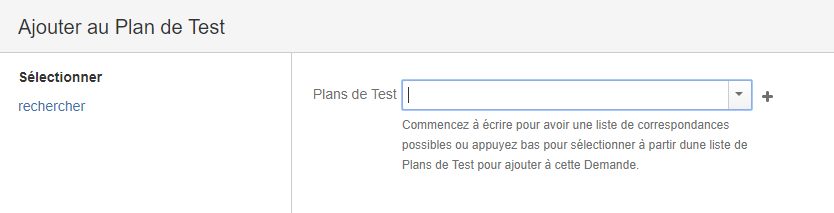 Ajouter au Plan de Test
Sélectionner
rechercher
Plans de Test
Commencez à écrire pour avoir une liste de correspondances
possibles ou appuyez bas pour sélectionner à partir dune liste de
Plans de Test pour ajouter à cette Demande.